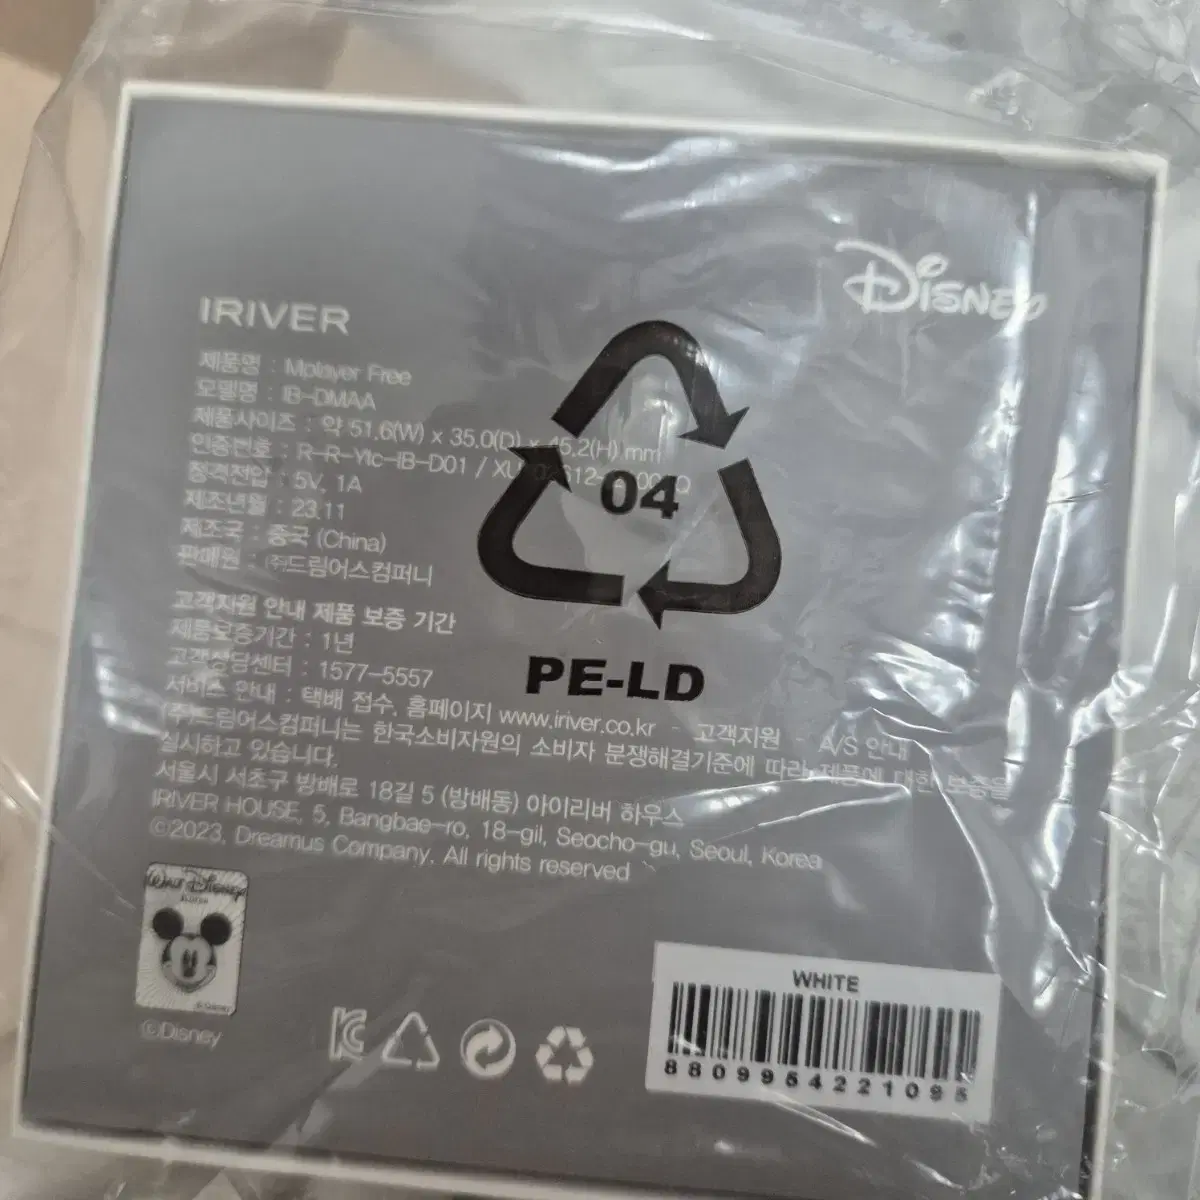 Disney
IRIVER
제품명 : Mplayer Free
모델명 : IB-DMAA
제품사이즈 : 약 51.6(W) x 35.0(D) x 45.2(H) mm
인증번호 : R-R-YIc-IB-D01 /
정격전압 : 5V, 1A
제조년월 : 23.11
제조국 : 중국 (China)
판매원 : (주)드림어스컴퍼니
고객지원 안내 제품 보증 기간
제품보증기간 : 1년
고객상담센터 : 1577-5557
서비스 안내 : 택배 접수, 홈페이지 www.iriver.co.kr - 고객지원 - A/S 안내
(주)드림어스컴퍼니는 한국소비자원의 소비자 분쟁해결기준에 따라 제품에 대한 보증을
실시하고 있습니다.
서울시 서초구 방배로 18길 5 (방배동) 아이리버 하우스
IRIVER HOUSE, 5, Bangbae-ro, 18-gil, Seocho-gu, Seoul, Korea
©2023, Dreamus Company. All rights reserved
04
PE-LD
Walt Disney
©Disney
©Disney
WHITE
8809954221095